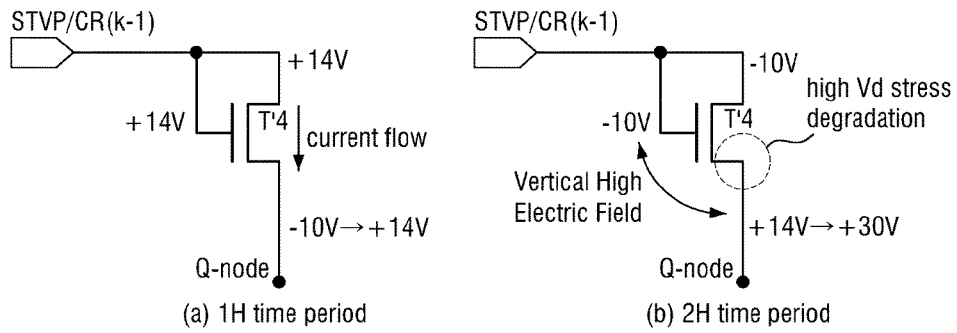 STVP/CR(k-1)
+14V
+14V
T'4
current flow
-10V→+14V
Q-node
(a) 1H time period
STVP/CR(k-1)
-10V
high Vd stress
degradation
-10V
T'4
Vertical High
Electric Field
+14V→+30V
Q-node
(b) 2H time period